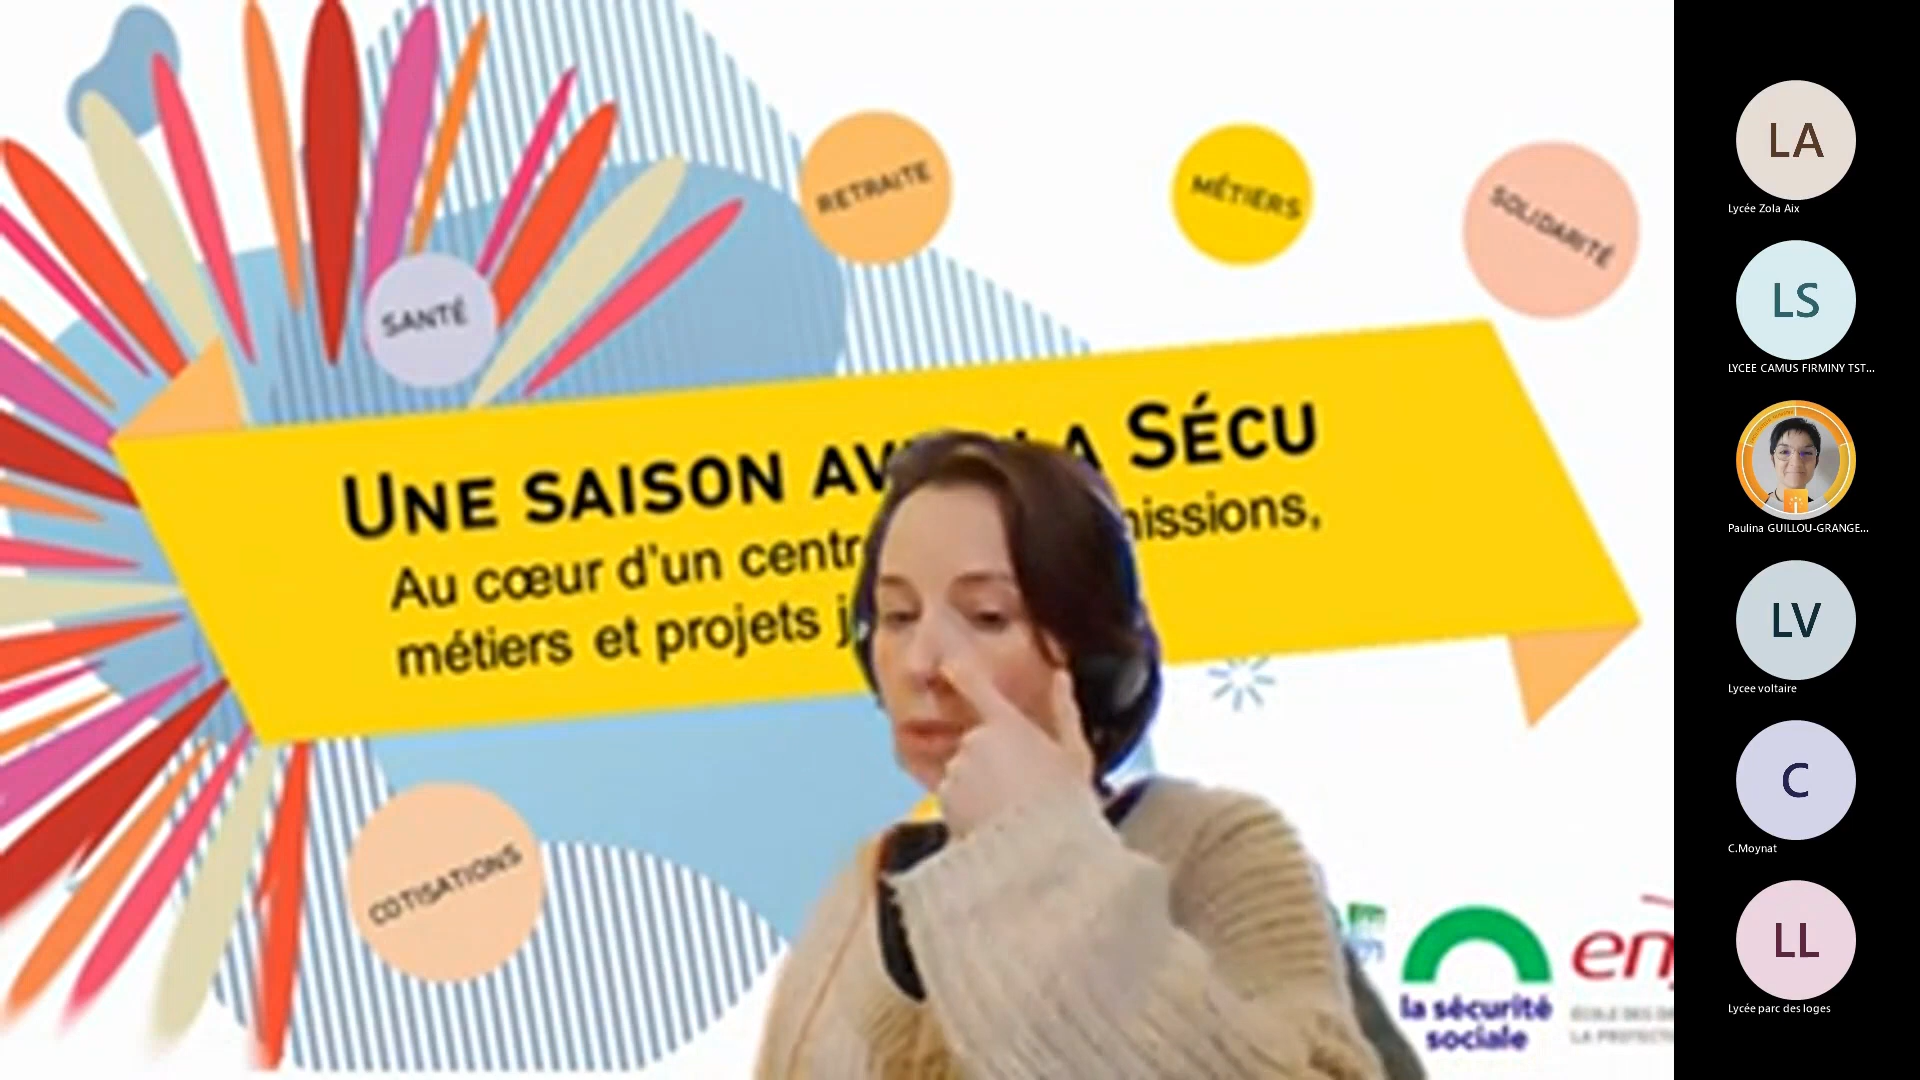 RETRAITE
MÉTIERS
SOLIDARITÉ
SANTÉ
UNE SAISON LA SÉCU
Au cœur d'un
missions,
métiers et projets
COTISATIONS
la sécurité
sociale
LA
Lycée Zola Aix
LS
LYCEE CAMUS FIRMINY TST...
Paulina GUILLOU-GRANGE...
LV
Lycee voltaire
C
C.Moynat
LL
Lycée parc des loges